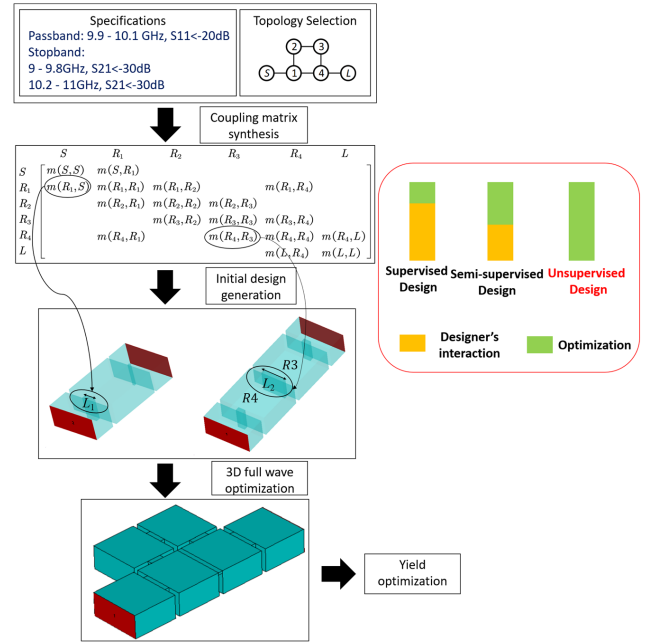 Specifications
Passband: 9.9 - 10.1 GHz, S11<-20dB
Stopband:
9 - 9.8GHz, S21<-30dB
10.2 - 11GHz, S21<-30dB
Topology Selection
2 3
S 1 4 L
Coupling matrix
synthesis
S R₁ R₂ R₃ R₄ L
S m(S,S) m(S,R₁)
R₁ m(R₁,S) m(R₁,R₁) m(R₁,R₂) m(R₁,R₄)
R₂ m(R₂,R₁) m(R₂,R₂) m(R₂,R₃)
R₃ m(R₃,R₂) m(R₃,R₃) m(R₃,R₄)
R₄ m(R₄,R₁) m(R₄,R₃) m(R₄,R₄) m(R₄,L)
L m(L,R₄) m(L,L)
Initial design
generation
L₁
R3
L₂
R4
3D full wave
optimization
Yield
optimization
Supervised
Design
Semi-supervised
Design
Unsupervised
Design
Designer's
interaction
Optimization